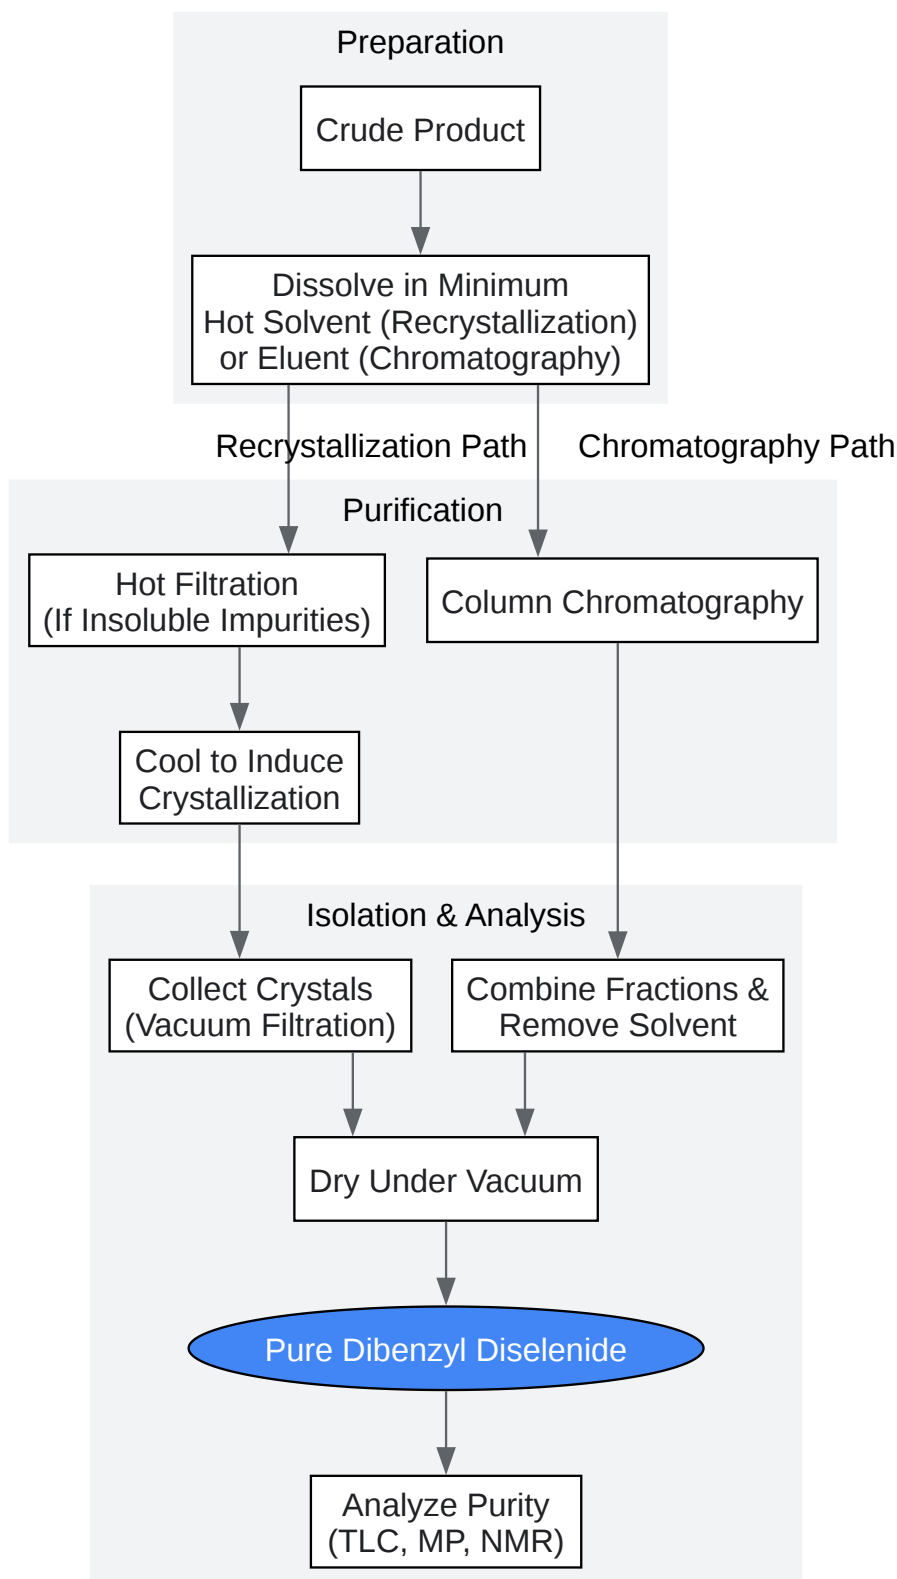 Preparation
Crude Product
Dissolve in Minimum
Hot Solvent (Recrystallization)
or Eluent (Chromatography)
Recrystallization Path
Chromatography Path
Purification
Hot Filtration
(If Insoluble Impurities)
Column Chromatography
Cool to Induce
Crystallization
Isolation & Analysis
Collect Crystals
(Vacuum Filtration)
Combine Fractions &
Remove Solvent
Dry Under Vacuum
Pure Dibenzyl Diselenide
Analyze Purity
(TLC, MP, NMR)